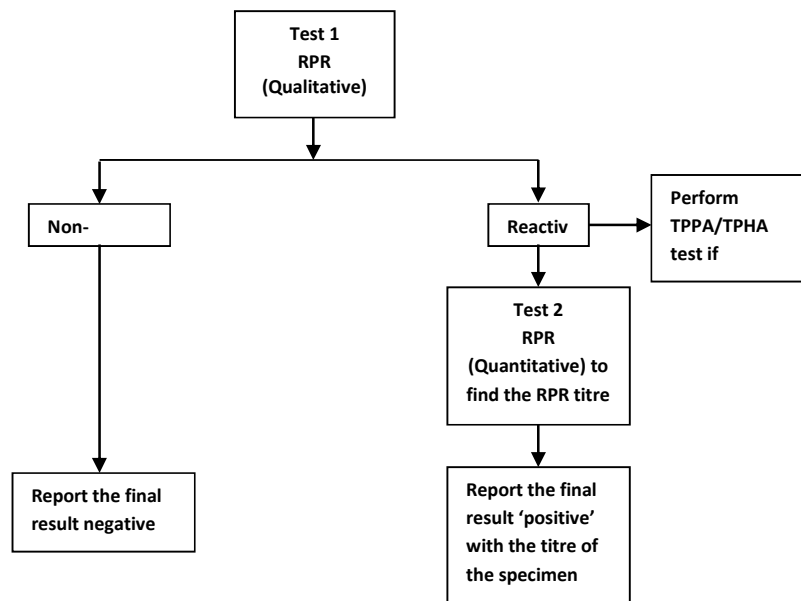 Test 1
RPR
(Qualitative)
Non-
Reactiv
Perform
TPPA/TPHA
test if
Test 2
RPR
(Quantitative) to
find the RPR titre
Report the final
result negative
Report the final
result ‘positive’
with the titre of
the specimen